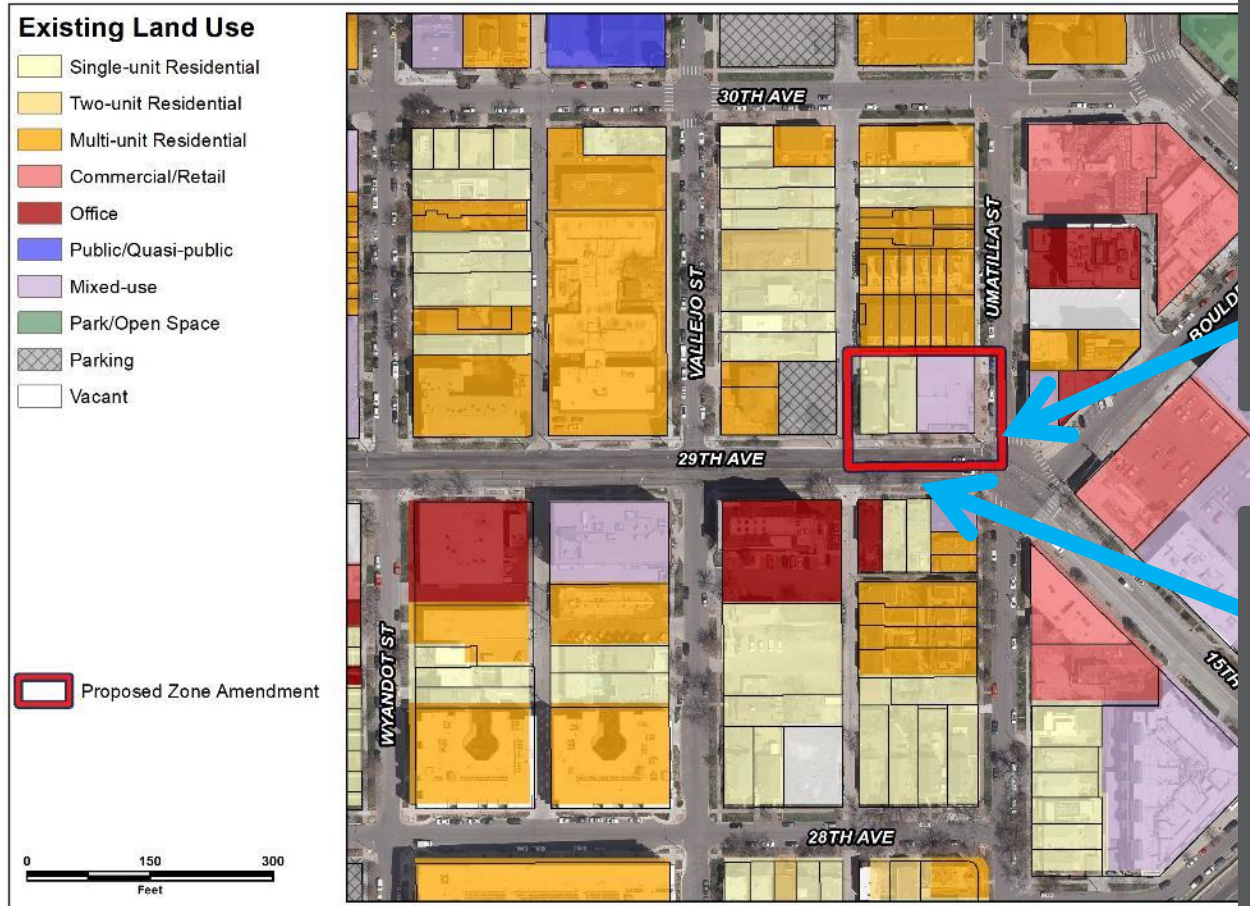 Existing Land Use
Single-unit Residential
Two-unit Residential
Multi-unit Residential
Commercial/Retail
Office
Public/Quasi-public
Mixed-use
Park/Open Space
Parking
Vacant
Proposed Zone Amendment
0 150 300
Feet
30TH AVE
VALLEJO ST
UMATILLA ST
29TH AVE
WYANDOT ST
15TH
28TH AVE